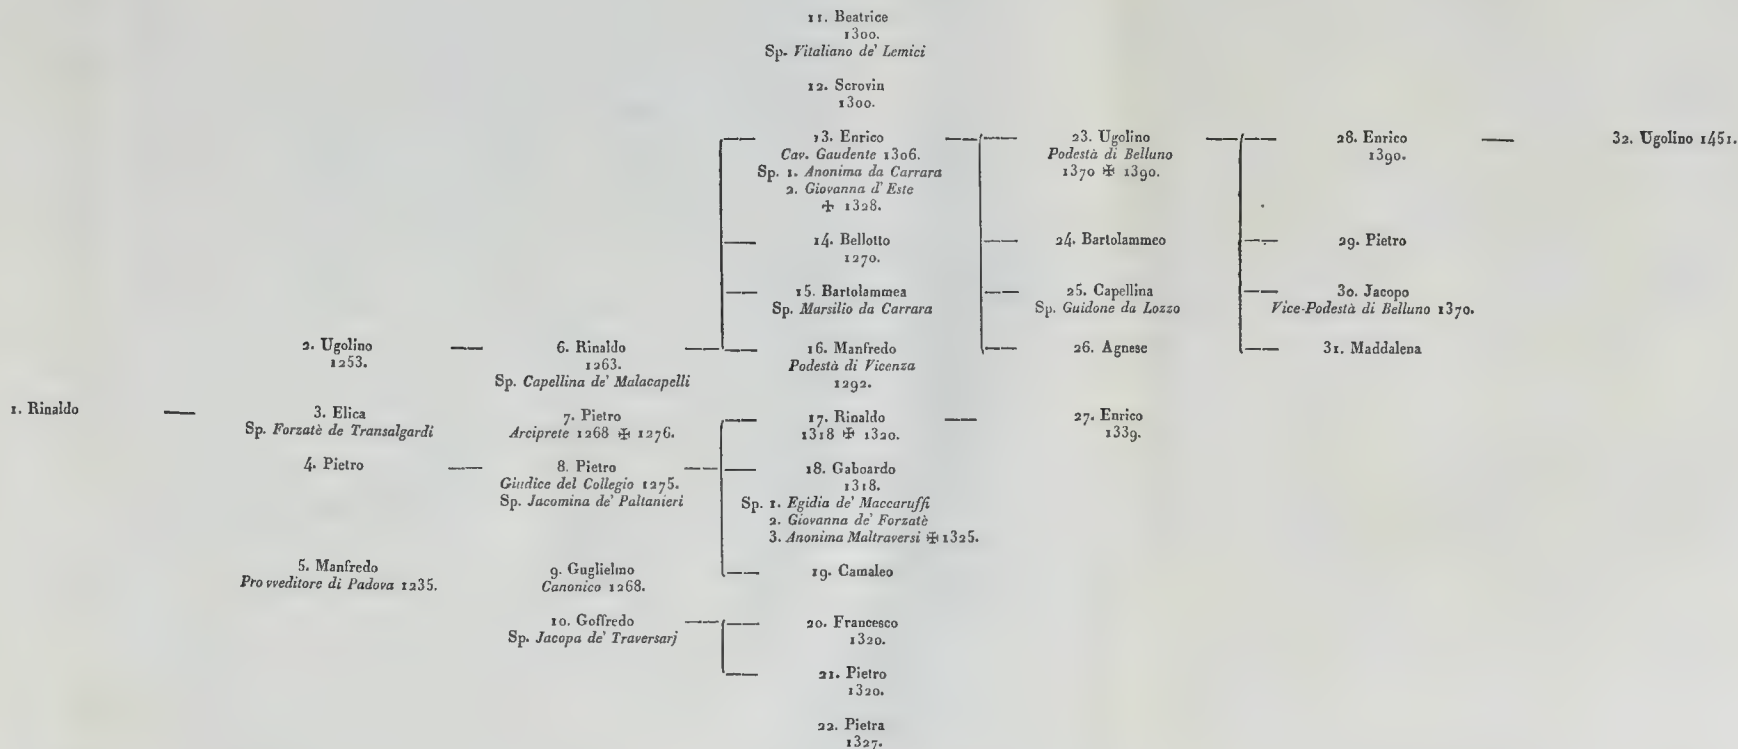 11. Beatrice
1300.
Sp. Vitaliano de' Lemici
12. Scrovin
1300.
13. Enrico
Cav. Gaudente 1306.
Sp. 1. Anonima da Carrara
2. Giovanna d' Este
✠ 1328.
14. Bellotto
1270.
15. Bartolammea
Sp. Marsilio da Carrara
16. Manfredo
Podestà di Vicenza
1292.
23. Ugolino
Podestà di Belluno
1370 ✠ 1390.
24. Bartolammeo
25. Capellina
Sp. Guidone da Lozzo
26. Agnese
28. Enrico
1390.
29. Pietro
30. Jacopo
Vice-Podestà di Belluno 1370.
31. Maddalena
32. Ugolino 1451.
2. Ugolino
1253.
6. Rinaldo
1263.
Sp. Capellina de' Malacapelli
1. Rinaldo
3. Elica
Sp. Forzatè de Transalgardi
7. Pietro
Arciprete 1268 ✠ 1276.
4. Pietro
8. Pietro
Giudice del Collegio 1275.
Sp. Jacomina de' Paltanieri
17. Rinaldo
1318 ✠ 1320.
27. Enrico
1339.
18. Gaboardo
1318.
Sp. 1. Egidia de' Maccaruffi
2. Giovanna de' Forzatè
3. Anonima Maltraversi ✠ 1325.
5. Manfredo
Provveditore di Padova 1235.
9. Guglielmo
Canonico 1268.
19. Camaleo
10. Goffredo
Sp. Jacopa de' Traversarj
20. Francesco
1320.
21. Pietro
1320.
22. Pietra
1327.